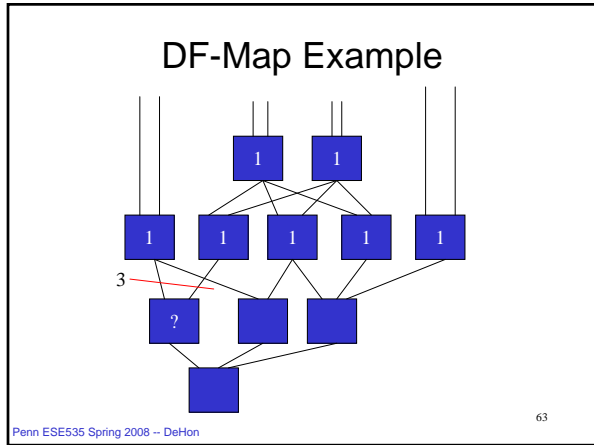 DF-Map Example
1 1
1 1 1 1 1
3
?
63
Penn ESE535 Spring 2008 -- DeHon